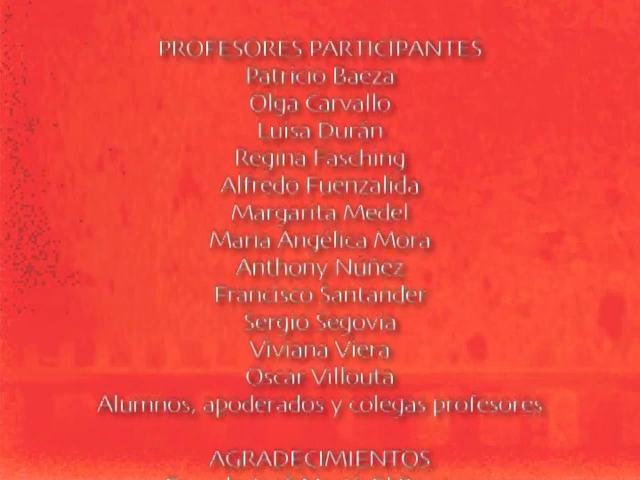 PROFESORES PARTICIPANTES
Patricio Baeza
Olga Carvallo
Luisa Durán
Regina Fasching
Alfredo Fuenzalida
Margarita Medel
María Angélica Mora
Anthony Núñez
Francisco Santander
Sergio Segovia
Viviana Viera
Oscar Villouta
Alumnos, apoderados y colegas profesores
AGRADECIMIENTOS